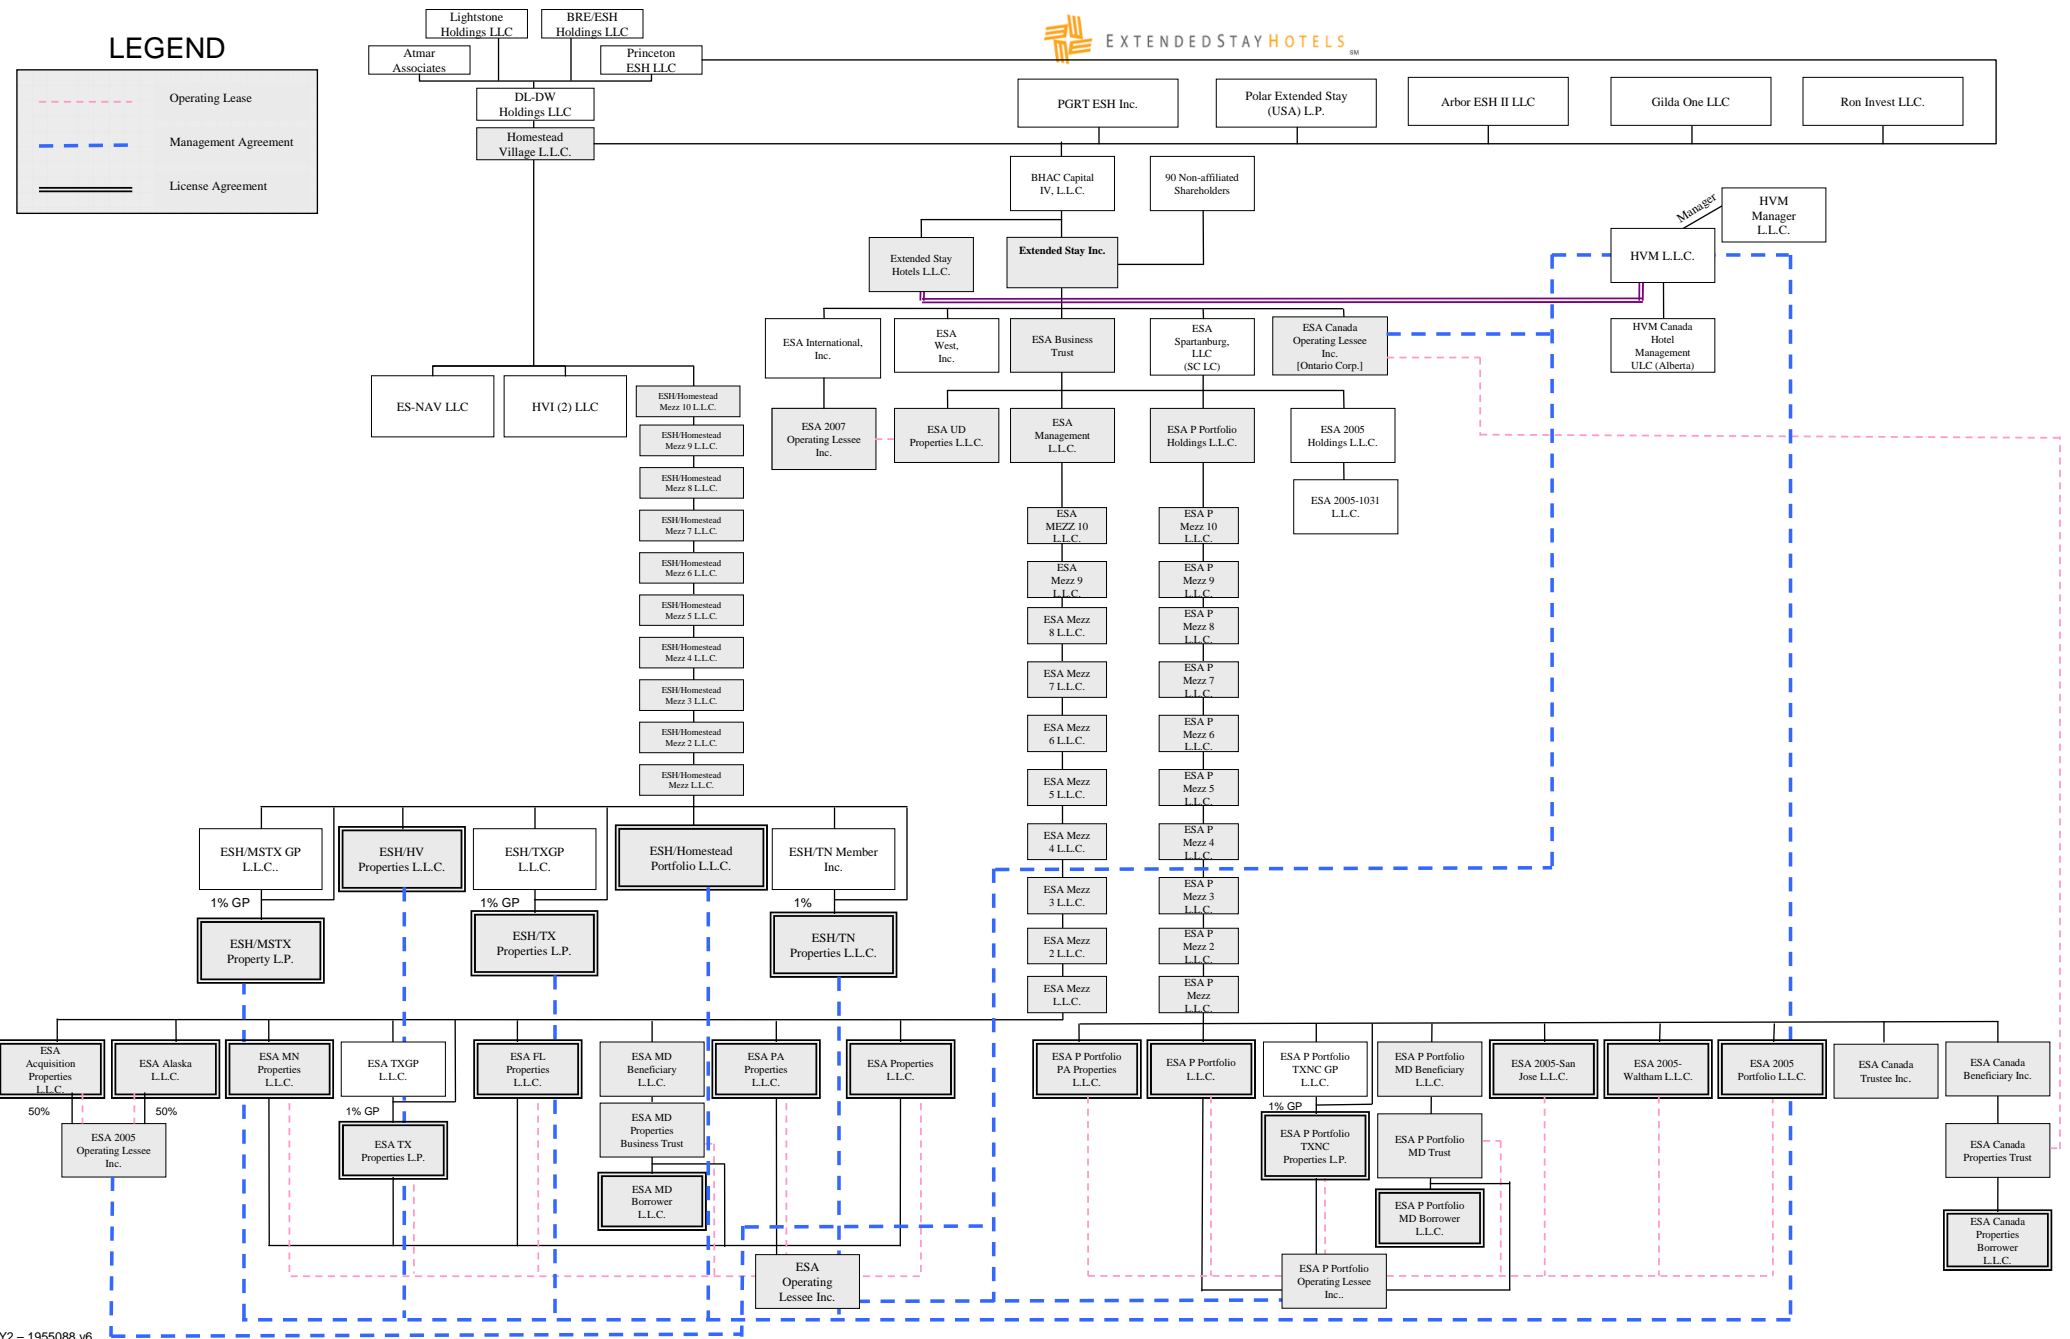 Lightstone
Holdings LLC
BRE/ESH
Holdings LLC
LEGEND
Atmar
Associates
Princeton
ESH LLC
EXTENDEDSTAYHOTELS
SM
Operating Lease
Management Agreement
License Agreement
DL-DW
Holdings LLC
Homestead
Village L.L.C.
PGRT ESH Inc.
Polar Extended Stay
(USA) L.P.
Arbor ESH II LLC
Gilda One LLC
Ron Invest LLC.
BHAC Capital
IV, L.L.C.
90 Non-affiliated
Shareholders
Manager
HVM
Manager
L.L.C.
Extended Stay
Hotels L.L.C.
Extended Stay Inc.
HVM L.L.C.
ESA International,
Inc.
ESA
West,
Inc.
ESA Business
Trust
ESA
Spartanburg,
LLC
(SC LC)
ESA Canada
Operating Lessee
Inc.
[Ontario Corp.]
HVM Canada
Hotel
Management
ULC (Alberta)
ES-NAV LLC
HVI (2) LLC
ESH/Homestead
Mezz 10 L.L.C.
ESH/Homestead
Mezz 9 L.L.C.
ESH/Homestead
Mezz 8 L.L.C.
ESH/Homestead
Mezz 7 L.L.C.
ESH/Homestead
Mezz 6 L.L.C.
ESH/Homestead
Mezz 5 L.L.C.
ESH/Homestead
Mezz 4 L.L.C.
ESH/Homestead
Mezz 3 L.L.C.
ESH/Homestead
Mezz 2 L.L.C.
ESH/Homestead
Mezz L.L.C.
ESA 2007
Operating Lessee
Inc.
ESA UD
Properties L.L.C.
ESA
Management
L.L.C.
ESA P Portfolio
Holdings L.L.C.
ESA 2005
Holdings L.L.C.
ESA 2005-1031
L.L.C.
ESA
MEZZ 10
L.L.C.
ESA
Mezz 9
L.L.C.
ESA Mezz
8 L.L.C.
ESA Mezz
7 L.L.C.
ESA Mezz
6 L.L.C.
ESA Mezz
5 L.L.C.
ESA Mezz
4 L.L.C.
ESA Mezz
3 L.L.C.
ESA Mezz
2 L.L.C.
ESA Mezz
L.L.C.
ESA P
Mezz 10
L.L.C.
ESA P
Mezz 9
L.L.C.
ESA P
Mezz 8
L.L.C.
ESA P
Mezz 7
L.L.C.
ESA P
Mezz 6
L.L.C.
ESA P
Mezz 5
L.L.C.
ESA P
Mezz 4
L.L.C.
ESA P
Mezz 3
L.L.C.
ESA P
Mezz 2
L.L.C.
ESA P
Mezz
L.L.C.
ESH/MSTX GP
L.L.C..
ESH/HV
Properties L.L.C.
ESH/TXGP
L.L.C.
ESH/Homestead
Portfolio L.L.C.
ESH/TN Member
Inc.
1% GP
1% GP
1%
ESH/MSTX
Property L.P.
ESH/TX
Properties L.P.
ESH/TN
Properties L.L.C.
ESA
Acquisition
Properties
L.L.C.
ESA Alaska
L.L.C.
ESA MN
Properties
L.L.C.
ESA TXGP
L.L.C.
ESA FL
Properties
L.L.C.
ESA MD
Beneficiary
L.L.C.
ESA PA
Properties
L.L.C.
ESA Properties
L.L.C.
ESA P Portfolio
PA Properties
L.L.C.
ESA P Portfolio
L.L.C.
ESA P Portfolio
TXNC GP
L.L.C.
ESA P Portfolio
MD Beneficiary
L.L.C.
ESA 2005-San
Jose L.L.C.
ESA 2005-
Waltham L.L.C.
ESA 2005
Portfolio L.L.C.
ESA Canada
Trustee Inc.
ESA Canada
Beneficiary Inc.
50%
50%
1% GP
1% GP
ESA 2005
Operating Lessee
Inc.
ESA TX
Properties L.P.
ESA MD
Properties
Business Trust
ESA MD
Borrower
L.L.C.
ESA P Portfolio
TXNC
Properties L.P.
ESA P Portfolio
MD Trust
ESA P Portfolio
MD Borrower
L.L.C.
ESA Canada
Properties Trust
ESA Canada
Properties
Borrower
L.L.C.
ESA
Operating
Lessee Inc.
ESA P Portfolio
Operating Lessee
Inc..
Y2 – 1955088 v6